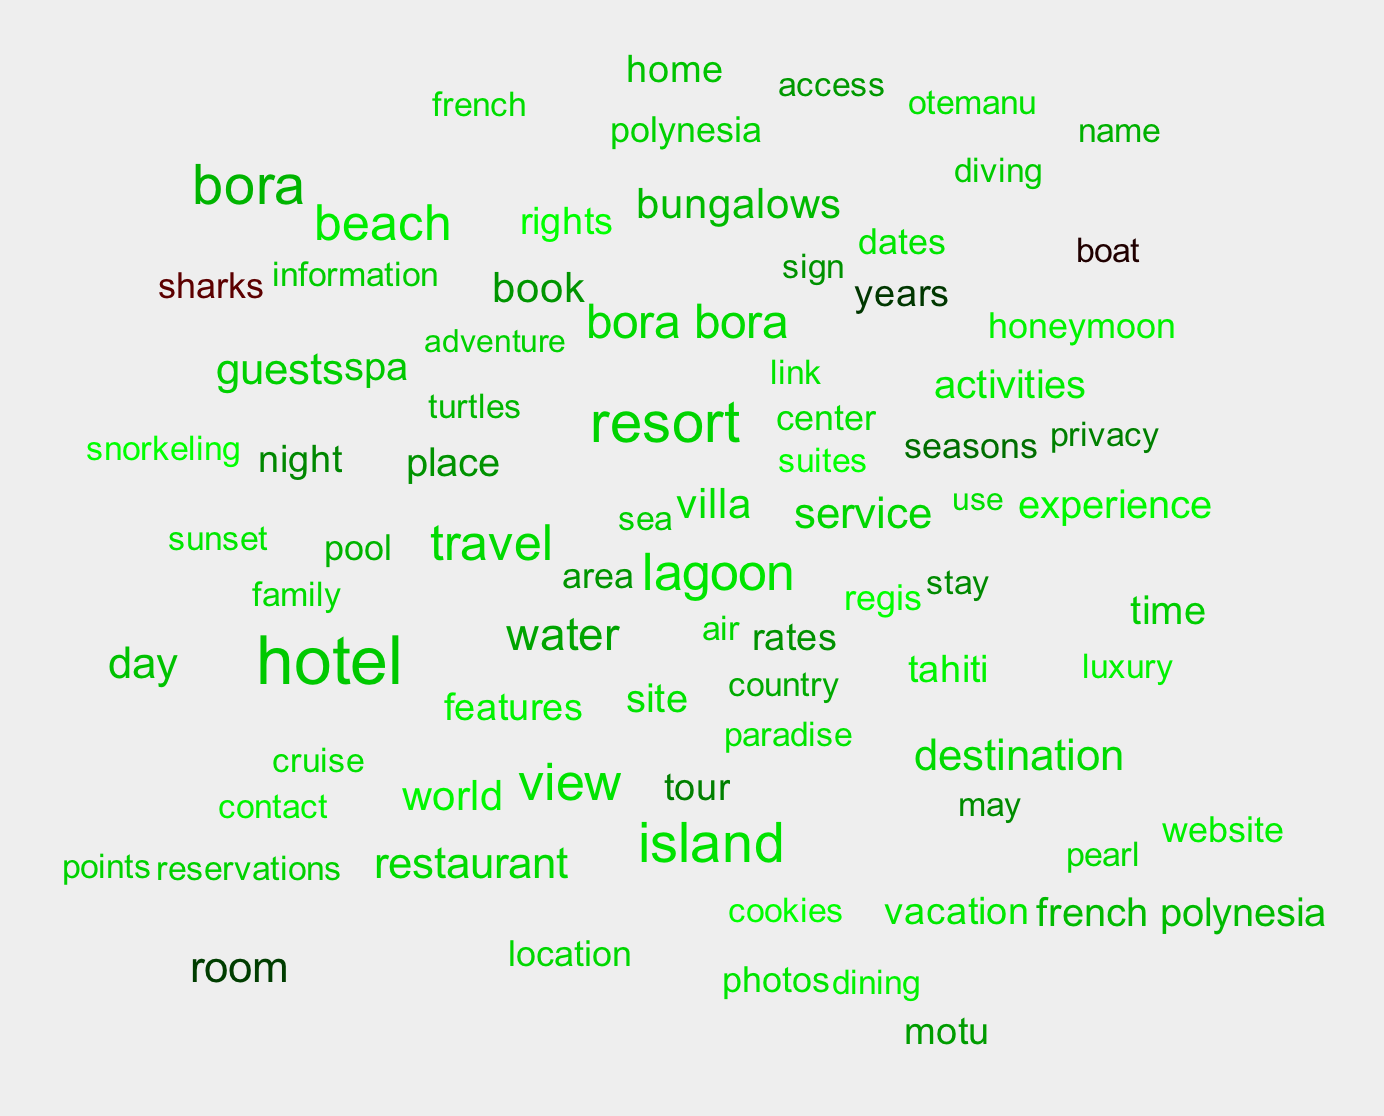 home
access
french
otemanu
polynesia
name
diving
bora
beach
rights
bungalows
dates
boat
sharks
information
book
sign
years
bora bora
honeymoon
adventure
guests
spa
link
activities
turtles
resort
center
seasons
privacy
snorkeling
night
place
suites
villa
service
use
experience
sea
sunset
pool
travel
area
lagoon
stay
family
regis
time
water
air
rates
day
hotel
country
tahiti
luxury
features
site
paradise
cruise
view
tour
destination
contact
world
may
website
island
points
reservations
restaurant
pearl
cookies
vacation
french polynesia
room
location
photos
dining
motu